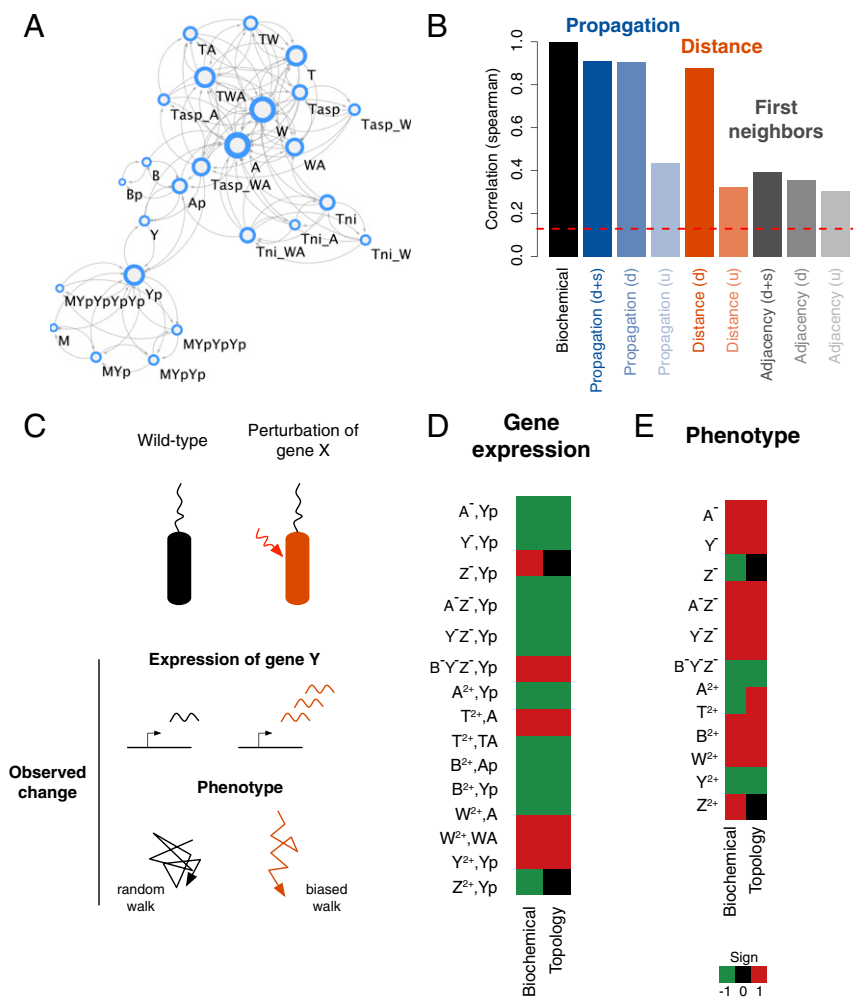 A
TA
TW
T
TWA
Tasp_A
Tasp
Tasp_W
W
A
WA
B
Bp
Tasp_WA
Ap
Y
Tni
Tni_A
Tni_W
Tni_WA
Yp
MYpYpYpYp
M
MYpYpYp
MYp
MYpYp
B
Propagation
Distance
First
neighbors
Correlation (spearman)
1.0
0.8
0.6
0.4
0.2
0.0
Biochemical
Propagation (d+s)
Propagation (d)
Propagation (u)
Distance (d)
Distance (u)
Adjacency (d+s)
Adjacency (d)
Adjacency (u)
C
Wild-type
Perturbation of
gene X
Observed
change
Expression of gene Y
Phenotype
random
walk
biased
walk
D
Gene
expression
A⁻,Yp
Y⁻,Yp
Z⁻,Yp
A⁻Z⁻,Yp
Y⁻Z⁻,Yp
B⁻Y⁻Z⁻,Yp
A²⁺,Yp
T²⁺,A
T²⁺,TA
B²⁺,Ap
B²⁺,Yp
W²⁺,A
W²⁺,WA
Y²⁺,Yp
Z²⁺,Yp
Biochemical
Topology
E
Phenotype
A⁻
Y⁻
Z⁻
A⁻Z⁻
Y⁻Z⁻
B⁻Y⁻Z⁻
A²⁺
T²⁺
B²⁺
W²⁺
Y²⁺
Z²⁺
Biochemical
Topology
Sign
-1 0 1